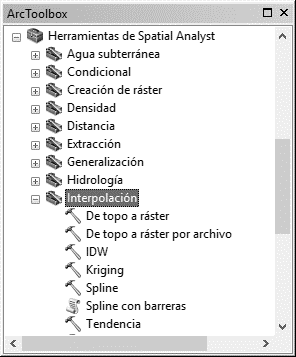 ArcToolbox
Herramientas de Spatial Analyst
Agua subterránea
Condicional
Creación de ráster
Densidad
Distancia
Extracción
Generalización
Hidrología
Interpolación
De topo a ráster
De topo a ráster por archivo
IDW
Kriging
Spline
Spline con barreras
Tendencia